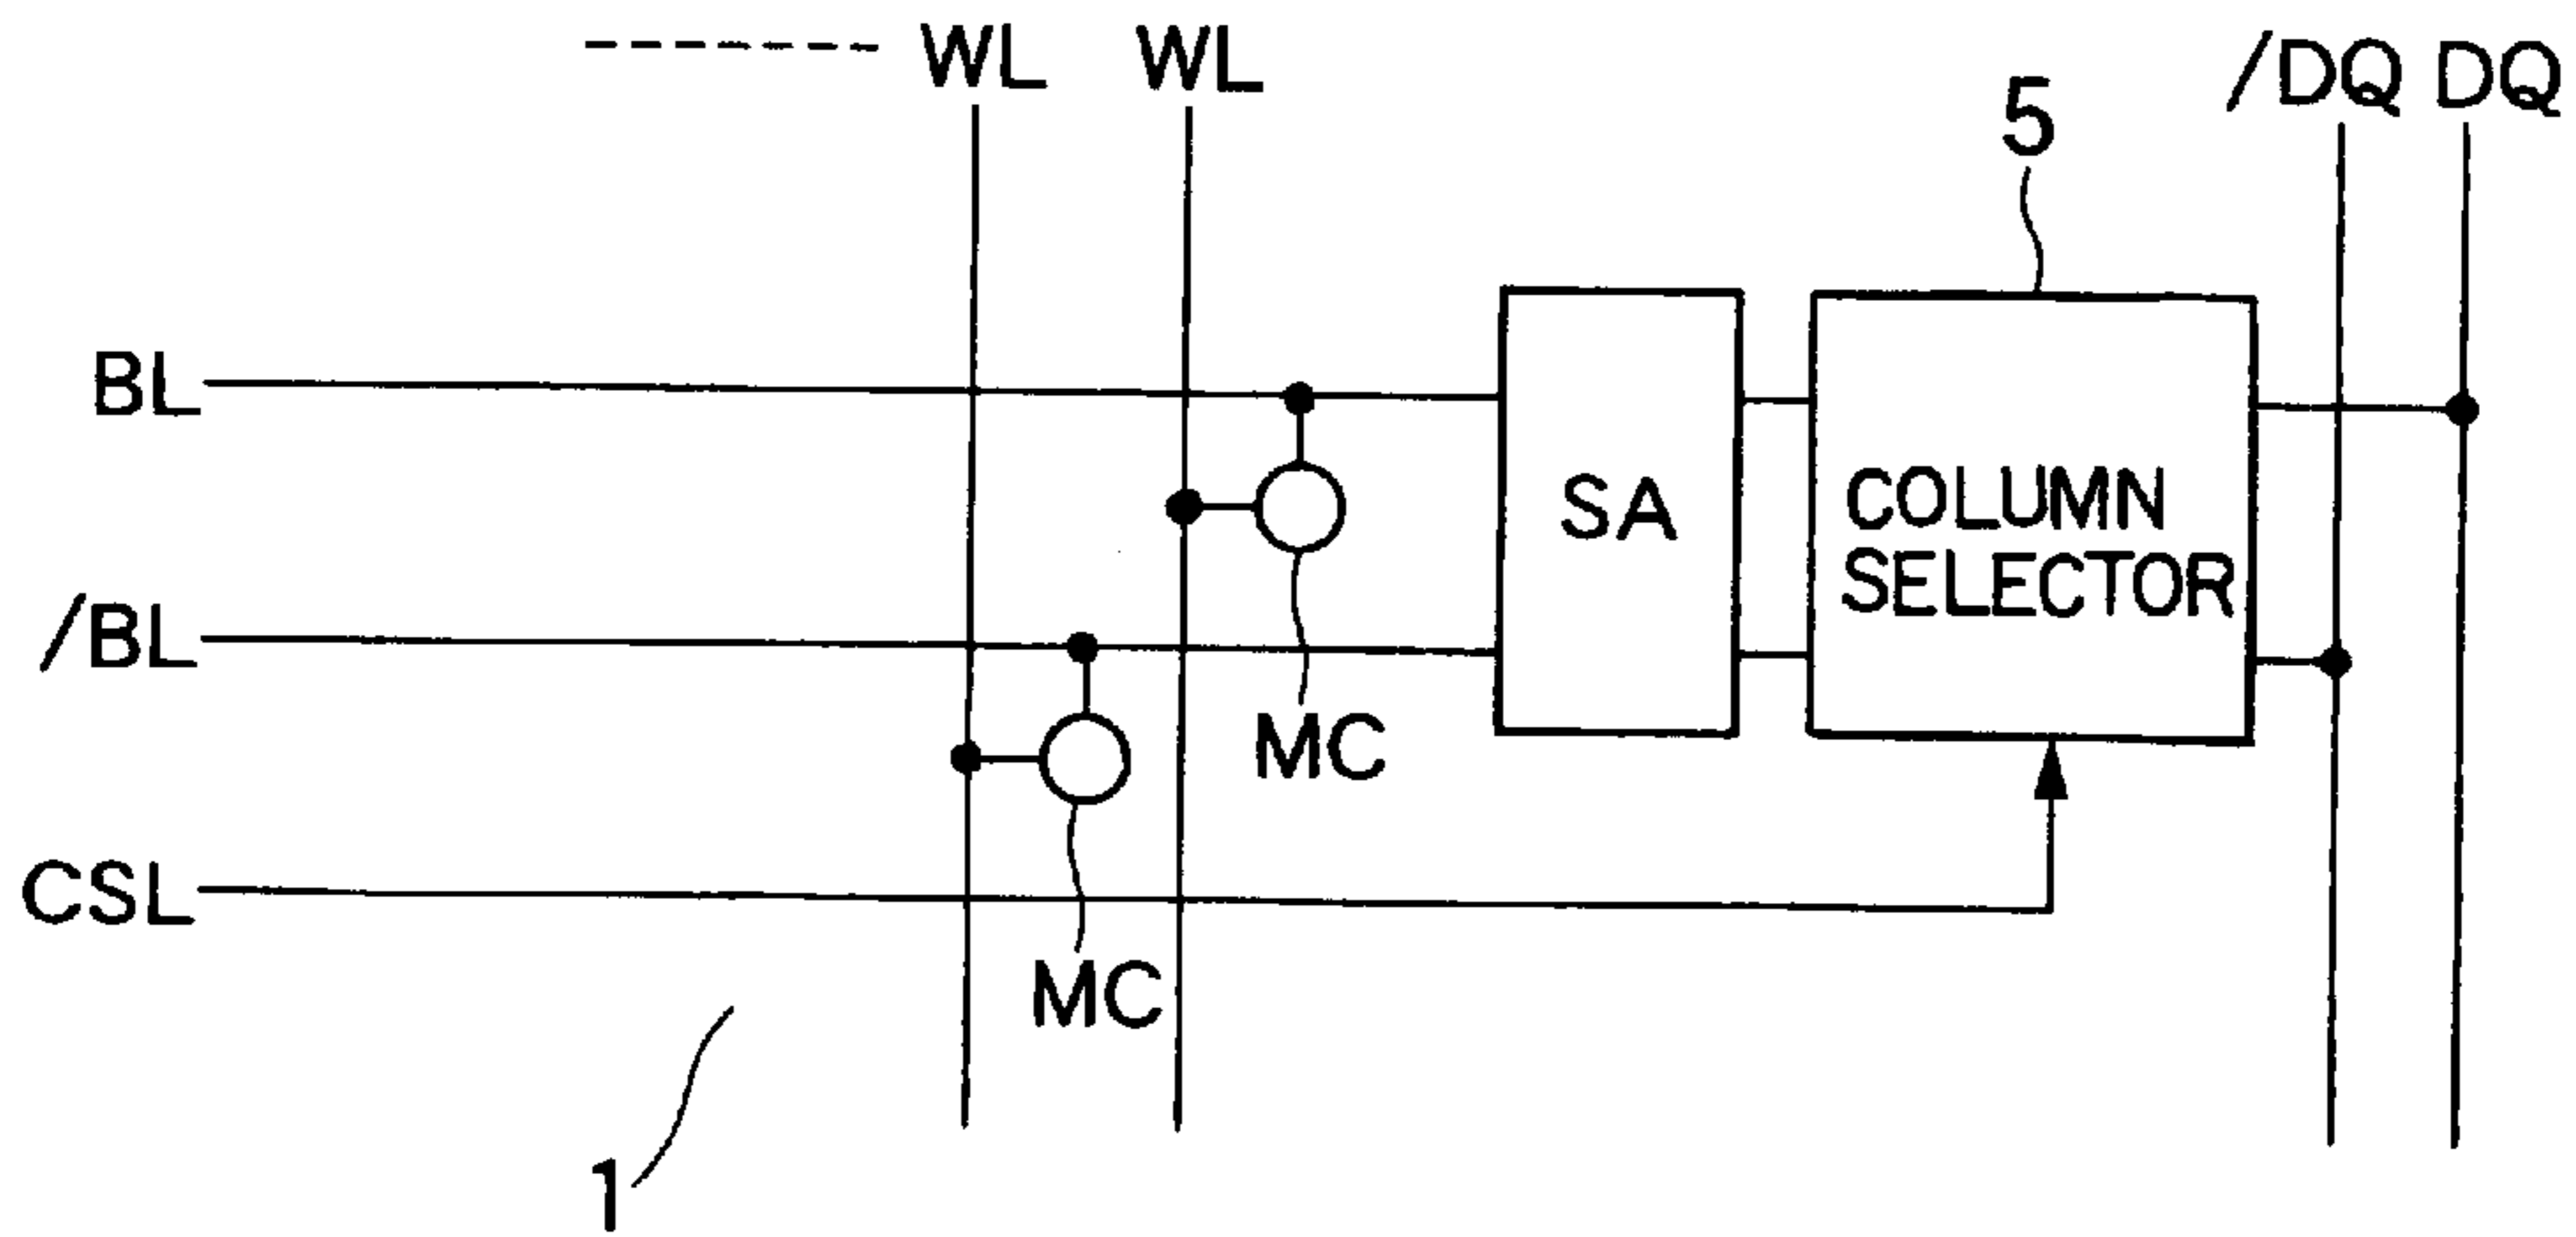 WL WL /DQ DQ
5
BL
SA
COLUMN
SELECTOR
/BL
MC
CSL
MC
1